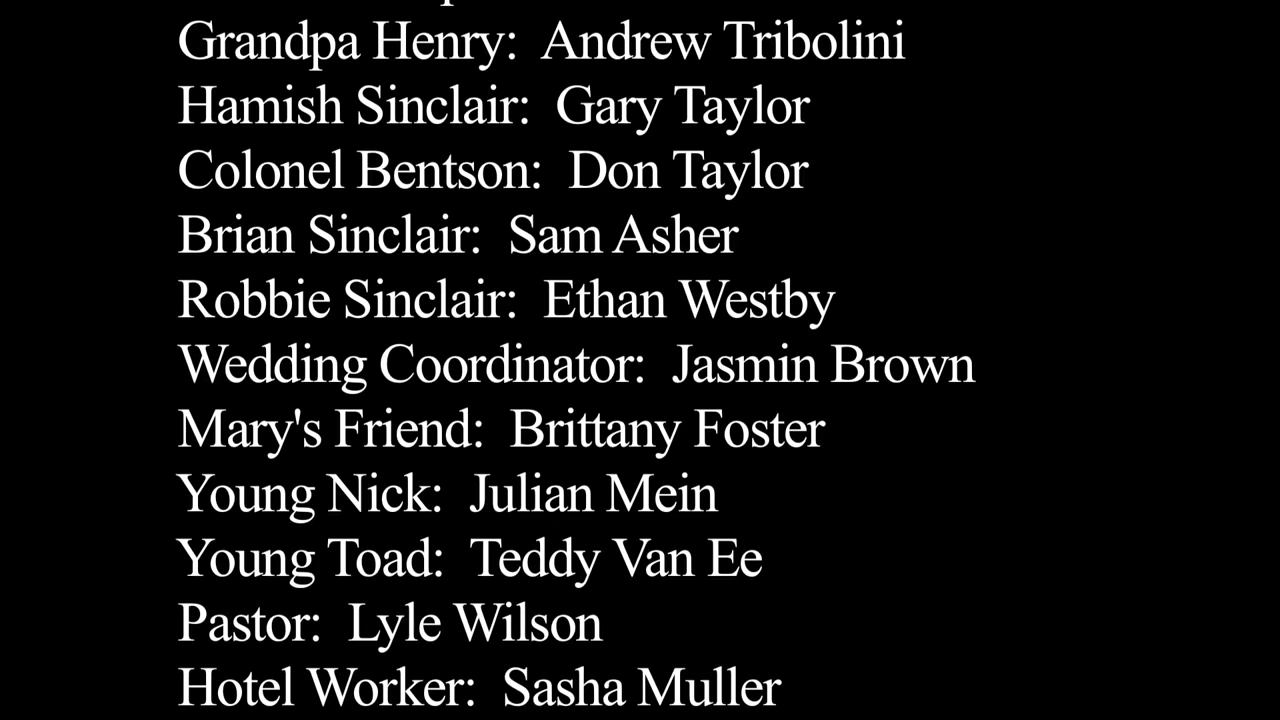 Grandpa Henry:  Andrew Tribolini
Hamish Sinclair:  Gary Taylor
Colonel Bentson:  Don Taylor
Brian Sinclair:  Sam Asher
Robbie Sinclair:  Ethan Westby
Wedding Coordinator:  Jasmin Brown
Mary's Friend:  Brittany Foster
Young Nick:  Julian Mein
Young Toad:  Teddy Van Ee
Pastor:  Lyle Wilson
Hotel Worker:  Sasha Muller